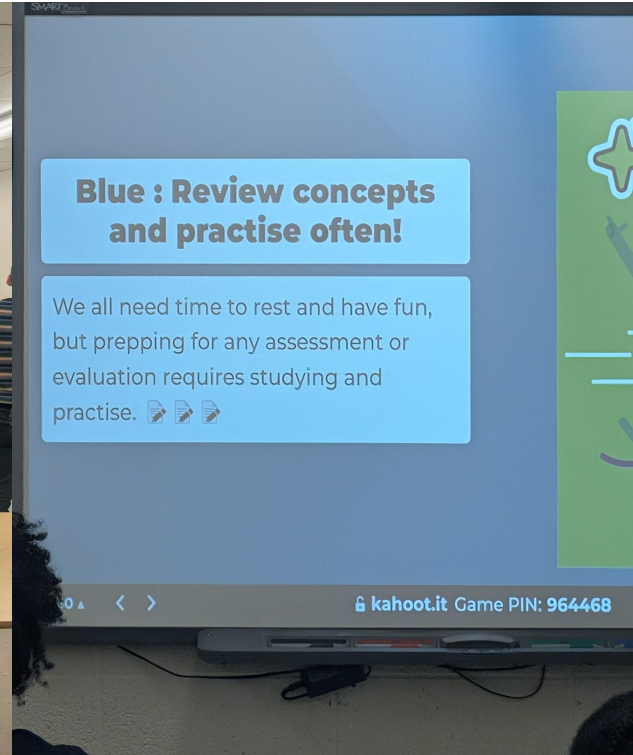 SMART
Blue : Review concepts
and practise often!
We all need time to rest and have fun,
but prepping for any assessment or
evaluation requires studying and
practise.
kahoot.it Game PIN: 964468